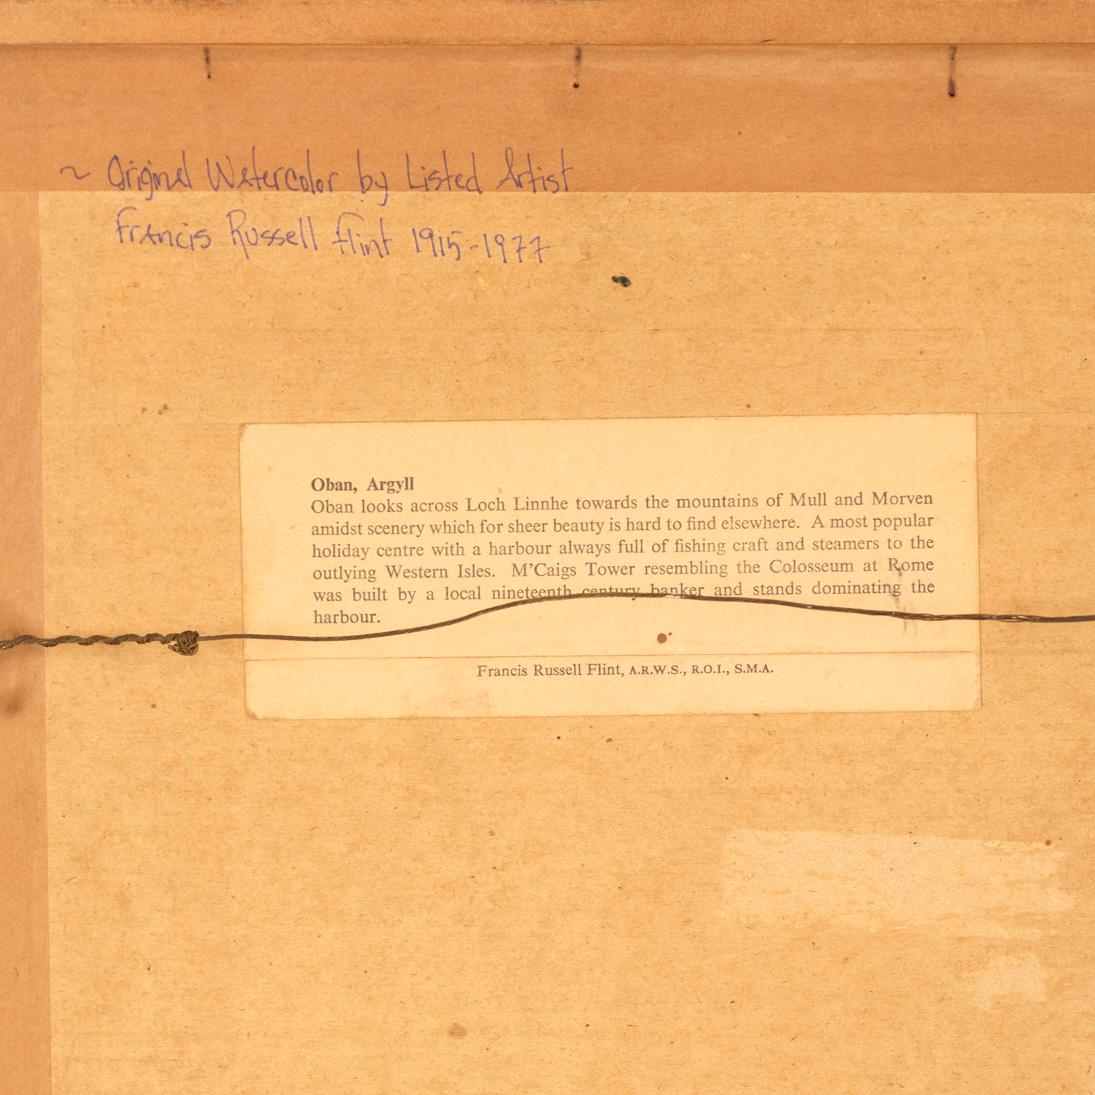 ~ Original Watercolor by Listed Artist
Francis Russell Flint 1915-1977
Oban, Argyll
Oban looks across Loch Linnhe towards the mountains of Mull and Morven
amidst scenery which for sheer beauty is hard to find elsewhere. A most popular
holiday centre with a harbour always full of fishing craft and steamers to the
outlying Western Isles. M'Caigs Tower resembling the Colosseum at Rome
was built by a local nineteenth century banker and stands dominating the
harbour.
Francis Russell Flint, A.R.W.S., R.O.I., S.M.A.